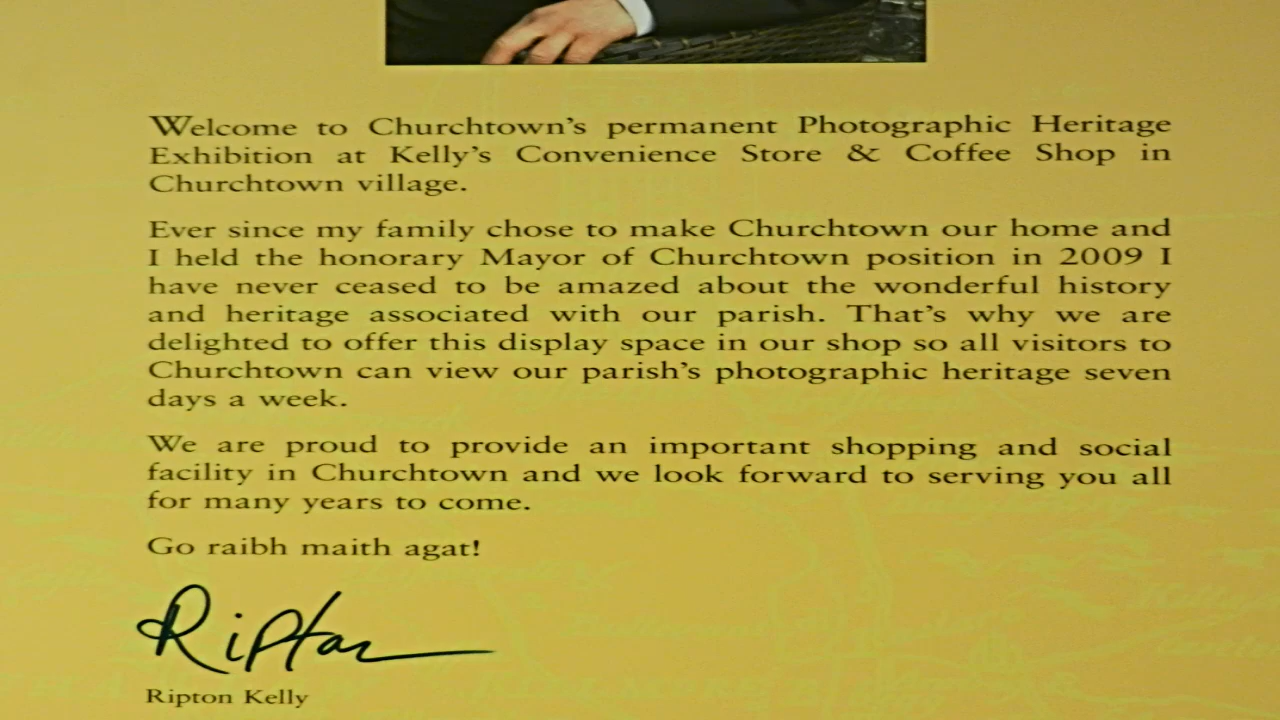 Welcome to Churchtown's permanent Photographic Heritage
Exhibition at Kelly's Convenience Store & Coffee Shop in
Churchtown village.
Ever since my family chose to make Churchtown our home and
I held the honorary Mayor of Churchtown position in 2009 I
have never ceased to be amazed about the wonderful history
and heritage associated with our parish. That's why we are
delighted to offer this display space in our shop so all visitors to
Churchtown can view our parish's photographic heritage seven
days a week.
We are proud to provide an important shopping and social
facility in Churchtown and we look forward to serving you all
for many years to come.
Go raibh maith agat!
Ripton
Ripton Kelly